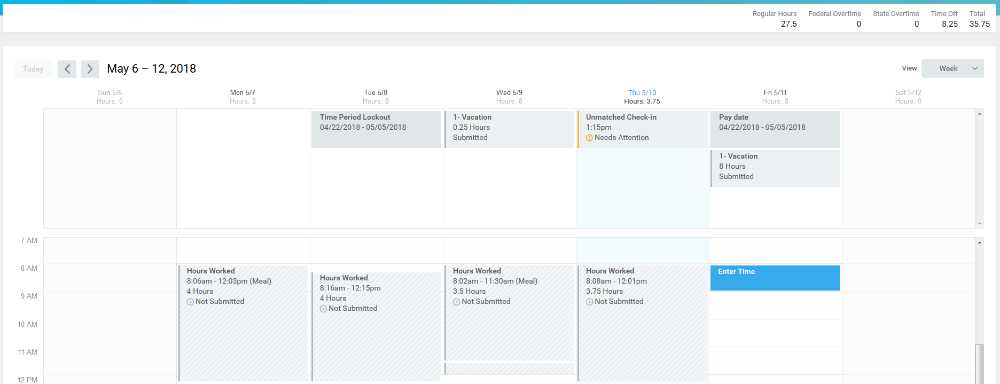 Regular Hours Federal Overtime State Overtime Time Off Total
27.5 0 0 8.25 35.75
Today May 6 – 12, 2018 View Week
Sun 5/6 Mon 5/7 Tue 5/8 Wed 5/9 Thu 5/10 Fri 5/11 Sat 5/12
Hours: 0 Hours: 8 Hours: 8 Hours: 8 Hours: 3.75 Hours: 8 Hours: 0
Time Period Lockout
04/22/2018 - 05/05/2018
1- Vacation
0.25 Hours
Submitted
Unmatched Check-in
1:15pm
Needs Attention
Pay date
04/22/2018 - 05/05/2018
1- Vacation
8 Hours
Submitted
7 AM
8 AM
9 AM
10 AM
11 AM
12 PM
Hours Worked
8:06am - 12:03pm (Meal)
4 Hours
Not Submitted
Hours Worked
8:16am - 12:15pm
4 Hours
Not Submitted
Hours Worked
8:02am - 11:30am (Meal)
3.5 Hours
Not Submitted
Hours Worked
8:08am - 12:01pm
3.75 Hours
Not Submitted
Enter Time